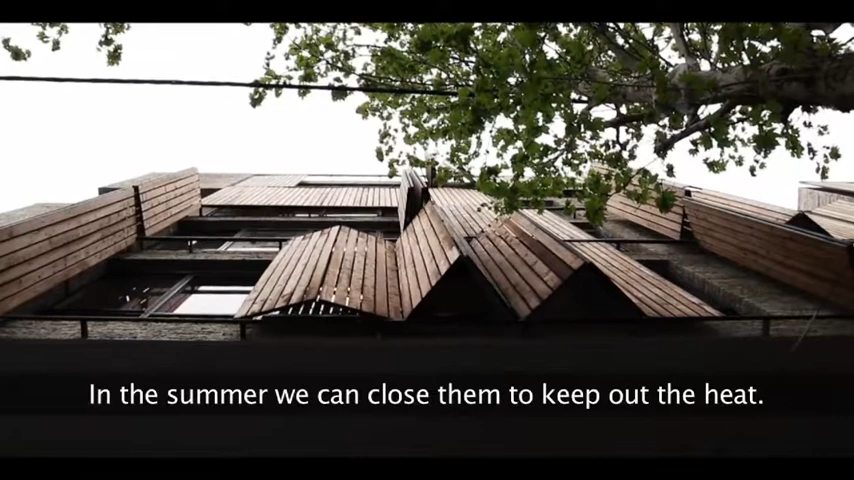 In the summer we can close them to keep out the heat.